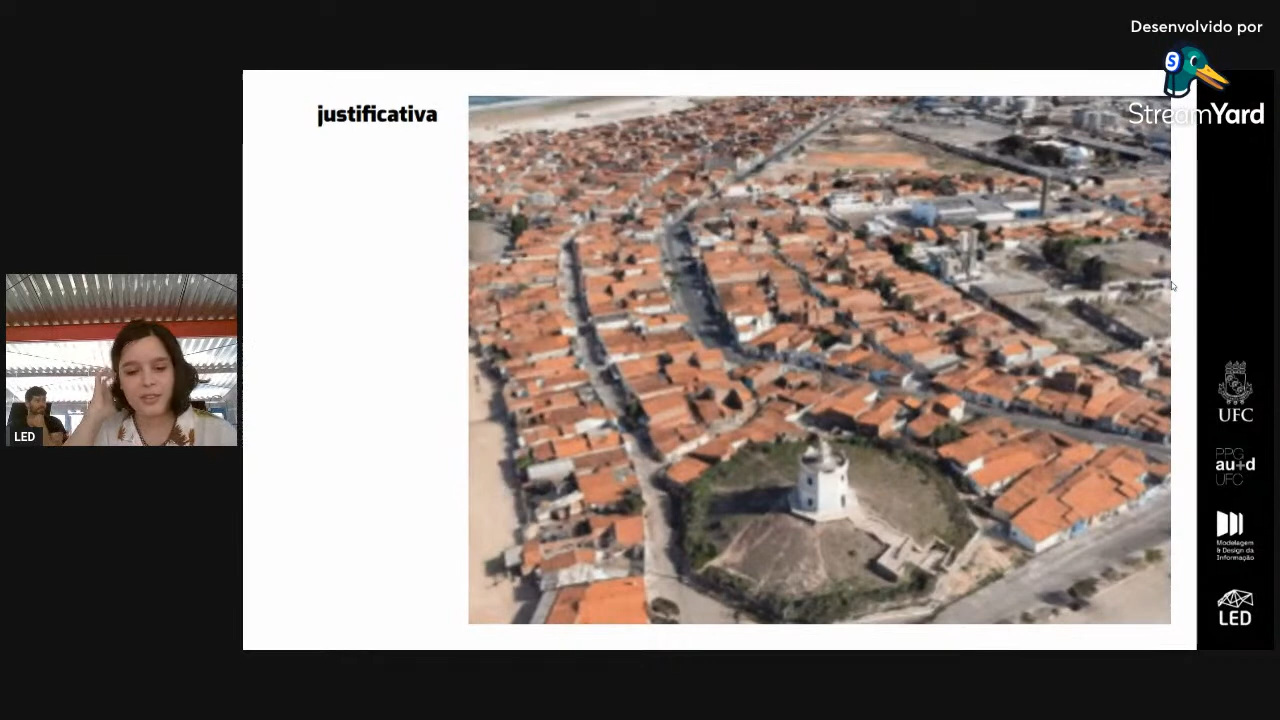 Desenvolvido por
StreamYard
justificativa
LED
UFC
PPG
au+d
UFC
Modelagem
& Design da
Informação
LED